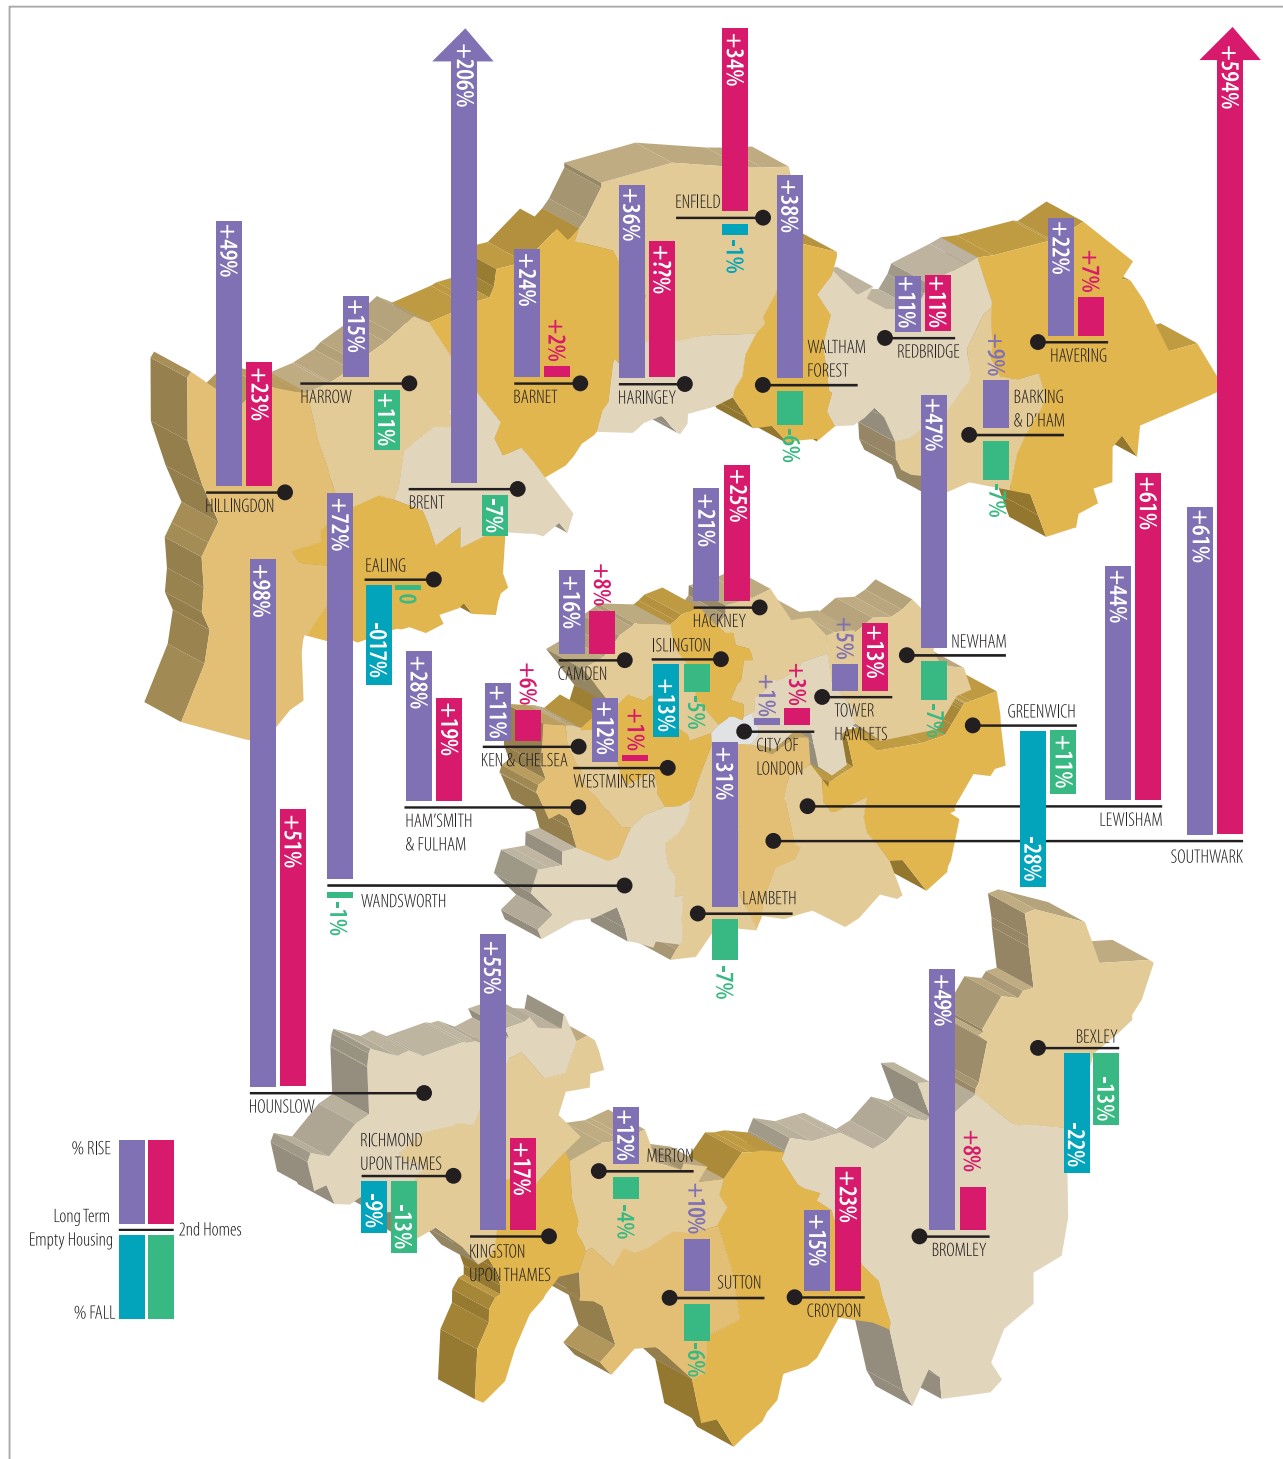 +206%
+34%
+594%
ENFIELD
-1%
+38%
+36%
+??%
+49%
+24%
+22%
+7%
+15%
+2%
+11%
+11%
REDBRIDGE
HAVERING
WALTHAM
FOREST
+9%
+23%
HARROW
+11%
BARNET
HARINGEY
-6%
+47%
BARKING
& D'HAM
-7%
HILLINGDON
BRENT
-7%
+72%
+21%
+25%
+61%
+61%
EALING
0
-017%
+98%
+16%
+8%
HACKNEY
+44%
CAMDEN
ISLINGTON
+13%
-5%
+5%
+13%
NEWHAM
-7%
+28%
+19%
+11%
+6%
KEN & CHELSEA
+12%
+1%
WESTMINSTER
+1%
+3%
CITY OF
LONDON
TOWER
HAMLETS
GREENWICH
+11%
-28%
+31%
HAM'SMITH
& FULHAM
LEWISHAM
+51%
SOUTHWARK
WANDSWORTH
-1%
LAMBETH
-7%
+55%
+49%
BEXLEY
-13%
-22%
HOUNSLOW
RICHMOND
UPON THAMES
-9%
-13%
+17%
+12%
MERTON
-4%
+8%
KINGSTON
UPON THAMES
+10%
SUTTON
-6%
+15%
+23%
CROYDON
BROMLEY
% RISE
Long Term
Empty Housing
2nd Homes
% FALL